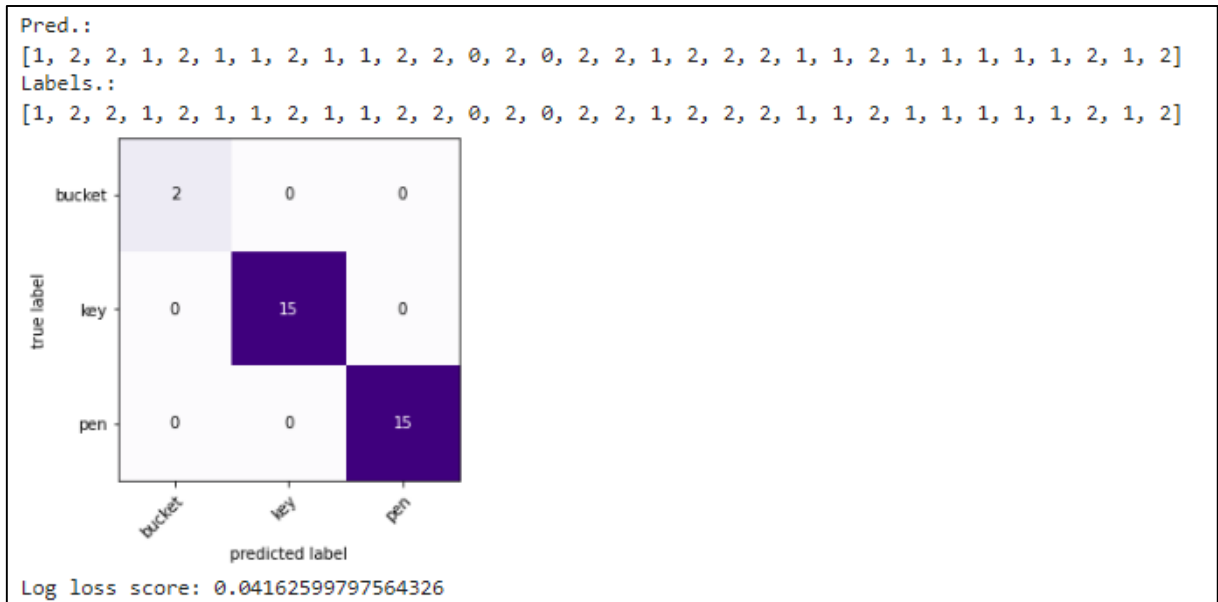 Pred.:
[1, 2, 2, 1, 2, 1, 1, 2, 1, 1, 2, 2, 0, 2, 0, 2, 2, 1, 2, 2, 2, 1, 1, 2, 1, 1, 1, 1, 1, 2, 1, 2]
Labels.:
[1, 2, 2, 1, 2, 1, 1, 2, 1, 1, 2, 2, 0, 2, 0, 2, 2, 1, 2, 2, 2, 1, 1, 2, 1, 1, 1, 1, 1, 2, 1, 2]
bucket 2 0 0
true label
key 0 15 0
pen 0 0 15
bucket key pen
predicted label
Log loss score: 0.04162599797564326